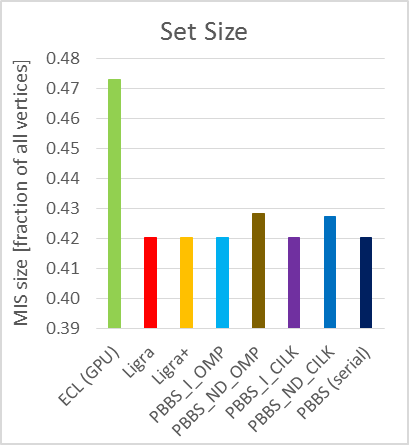 Set Size
MIS size [fraction of all vertices]
0.48
0.47
0.46
0.45
0.44
0.43
0.42
0.41
0.40
0.39
ECL (GPU)
Ligra
Ligra+
PBBS_I_OMP
PBBS_ND_OMP
PBBS_I_CILK
PBBS_ND_CILK
PBBS (serial)